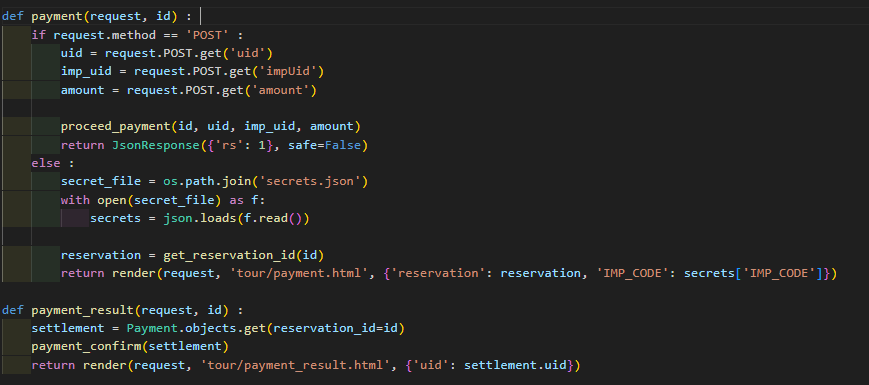 def payment(request, id) :
    if request.method == 'POST' :
        uid = request.POST.get('uid')
        imp_uid = request.POST.get('impUid')
        amount = request.POST.get('amount')

        proceed_payment(id, uid, imp_uid, amount)
        return JsonResponse({'rs': 1}, safe=False)
    else :
        secret_file = os.path.join('secrets.json')
        with open(secret_file) as f:
            secrets = json.loads(f.read())

        reservation = get_reservation_id(id)
        return render(request, 'tour/payment.html', {'reservation': reservation, 'IMP_CODE': secrets['IMP_CODE']})

def payment_result(request, id) :
    settlement = Payment.objects.get(reservation_id=id)
    payment_confirm(settlement)
    return render(request, 'tour/payment_result.html', {'uid': settlement.uid})